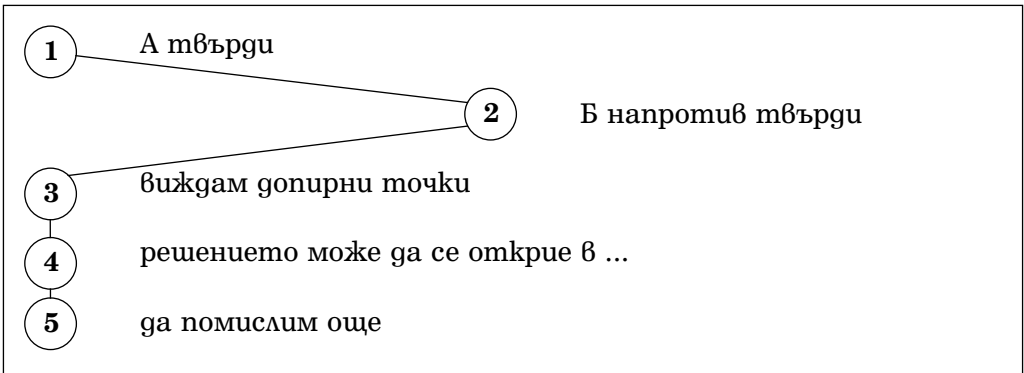 1 А твърди
2 Б напротив твърди
3 виждам допирни точки
4 решението може да се открие в ...
5 да помислим още